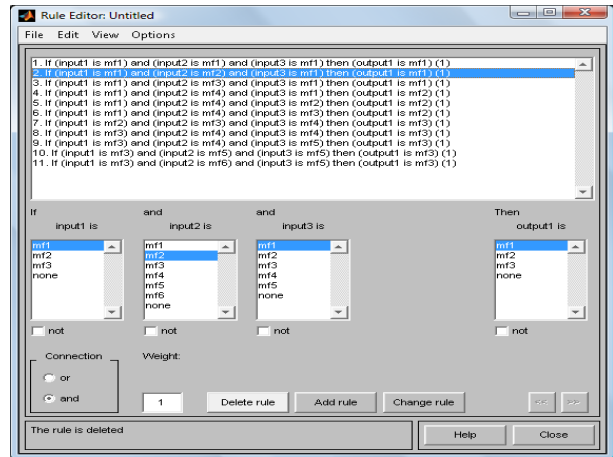 Rule Editor: Untitled
File Edit View Options
1. If (input1 is mf1) and (input2 is mf1) and (input3 is mf1) then (output1 is mf1) (1)
2. If (input1 is mf1) and (input2 is mf2) and (input3 is mf1) then (output1 is mf1) (1)
3. If (input1 is mf1) and (input2 is mf3) and (input3 is mf1) then (output1 is mf1) (1)
4. If (input1 is mf1) and (input2 is mf4) and (input3 is mf1) then (output1 is mf2) (1)
5. If (input1 is mf1) and (input2 is mf4) and (input3 is mf2) then (output1 is mf2) (1)
6. If (input1 is mf1) and (input2 is mf4) and (input3 is mf3) then (output1 is mf2) (1)
7. If (input1 is mf2) and (input2 is mf3) and (input3 is mf4) then (output1 is mf3) (1)
8. If (input1 is mf3) and (input2 is mf4) and (input3 is mf4) then (output1 is mf3) (1)
9. If (input1 is mf3) and (input2 is mf4) and (input3 is mf5) then (output1 is mf3) (1)
10. If (input1 is mf3) and (input2 is mf5) and (input3 is mf5) then (output1 is mf3) (1)
11. If (input1 is mf3) and (input2 is mf6) and (input3 is mf5) then (output1 is mf3) (1)
If and and Then
input1 is input2 is input3 is output1 is
mf1 mf1 mf1 mf1
mf2 mf2 mf2 mf2
mf3 mf3 mf3 mf3
none mf4 mf4 none
mf5 mf5
mf6 none
none
not not not not
Connection Weight:
or
and 1 Delete rule Add rule Change rule << >>
The rule is deleted Help Close